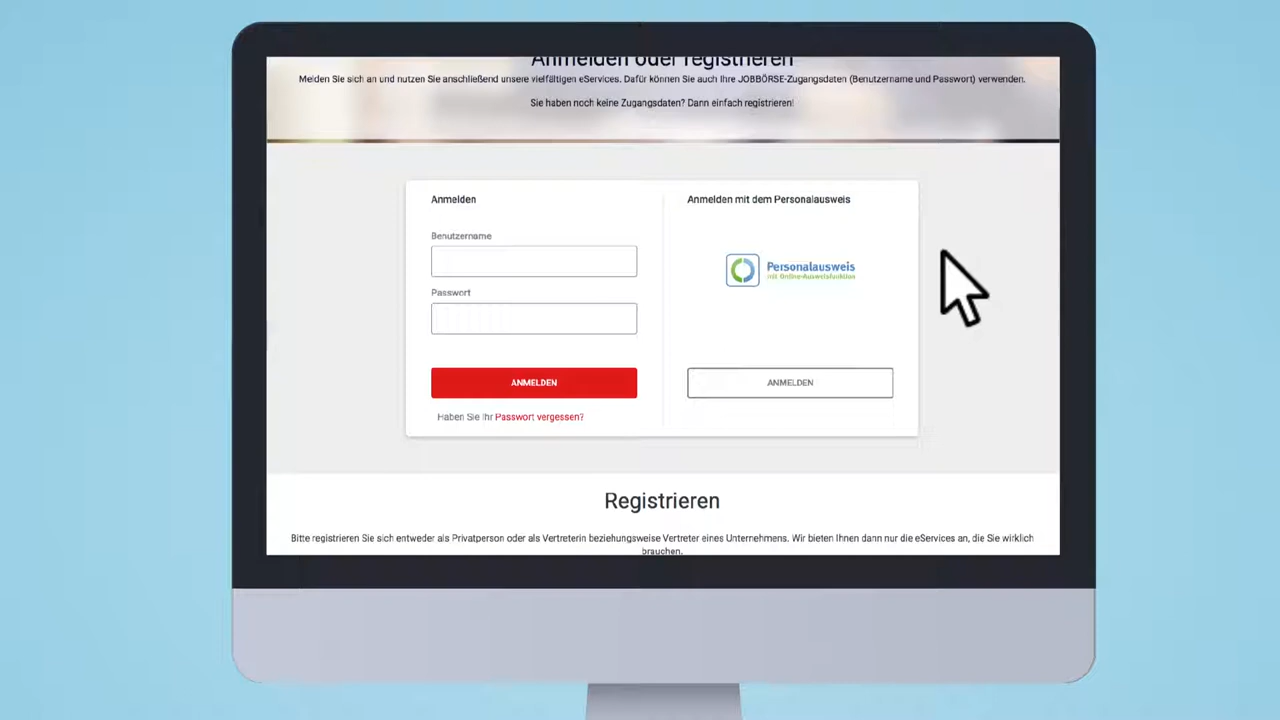 Anmelden oder registrieren
Melden Sie sich an und nutzen Sie anschließend unsere vielfältigen eServices. Dafür können Sie auch Ihre JOBBÖRSE-Zugangsdaten (Benutzername und Passwort) verwenden.
Sie haben noch keine Zugangsdaten? Dann einfach registrieren!
Anmelden
Benutzername
Passwort
ANMELDEN
Haben Sie Ihr Passwort vergessen?
Anmelden mit dem Personalausweis
Personalausweis
mit Online-Ausweisfunktion
ANMELDEN
Registrieren
Bitte registrieren Sie sich entweder als Privatperson oder als Vertreterin beziehungsweise Vertreter eines Unternehmens. Wir bieten Ihnen dann nur die eServices an, die Sie wirklich
brauchen.